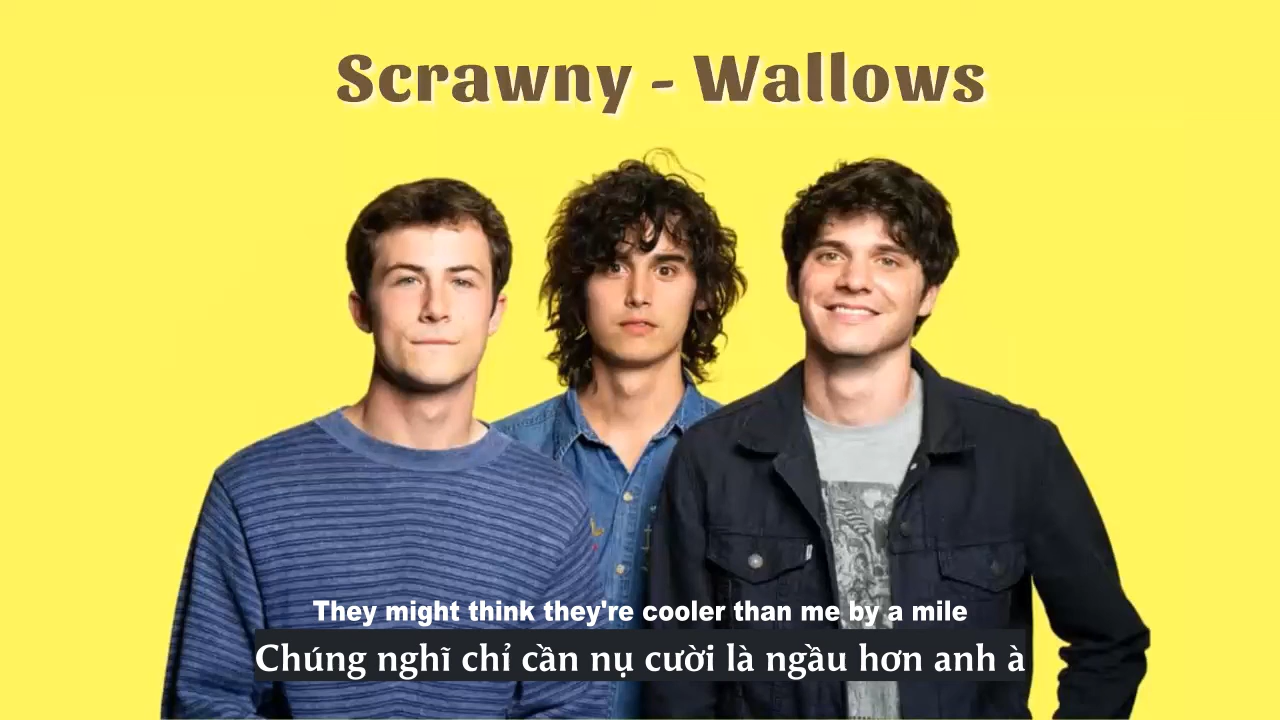 Scrawny - Wallows
They might think they're cooler than me by a mile
Chúng nghĩ chỉ cần nụ cười là ngầu hơn anh à